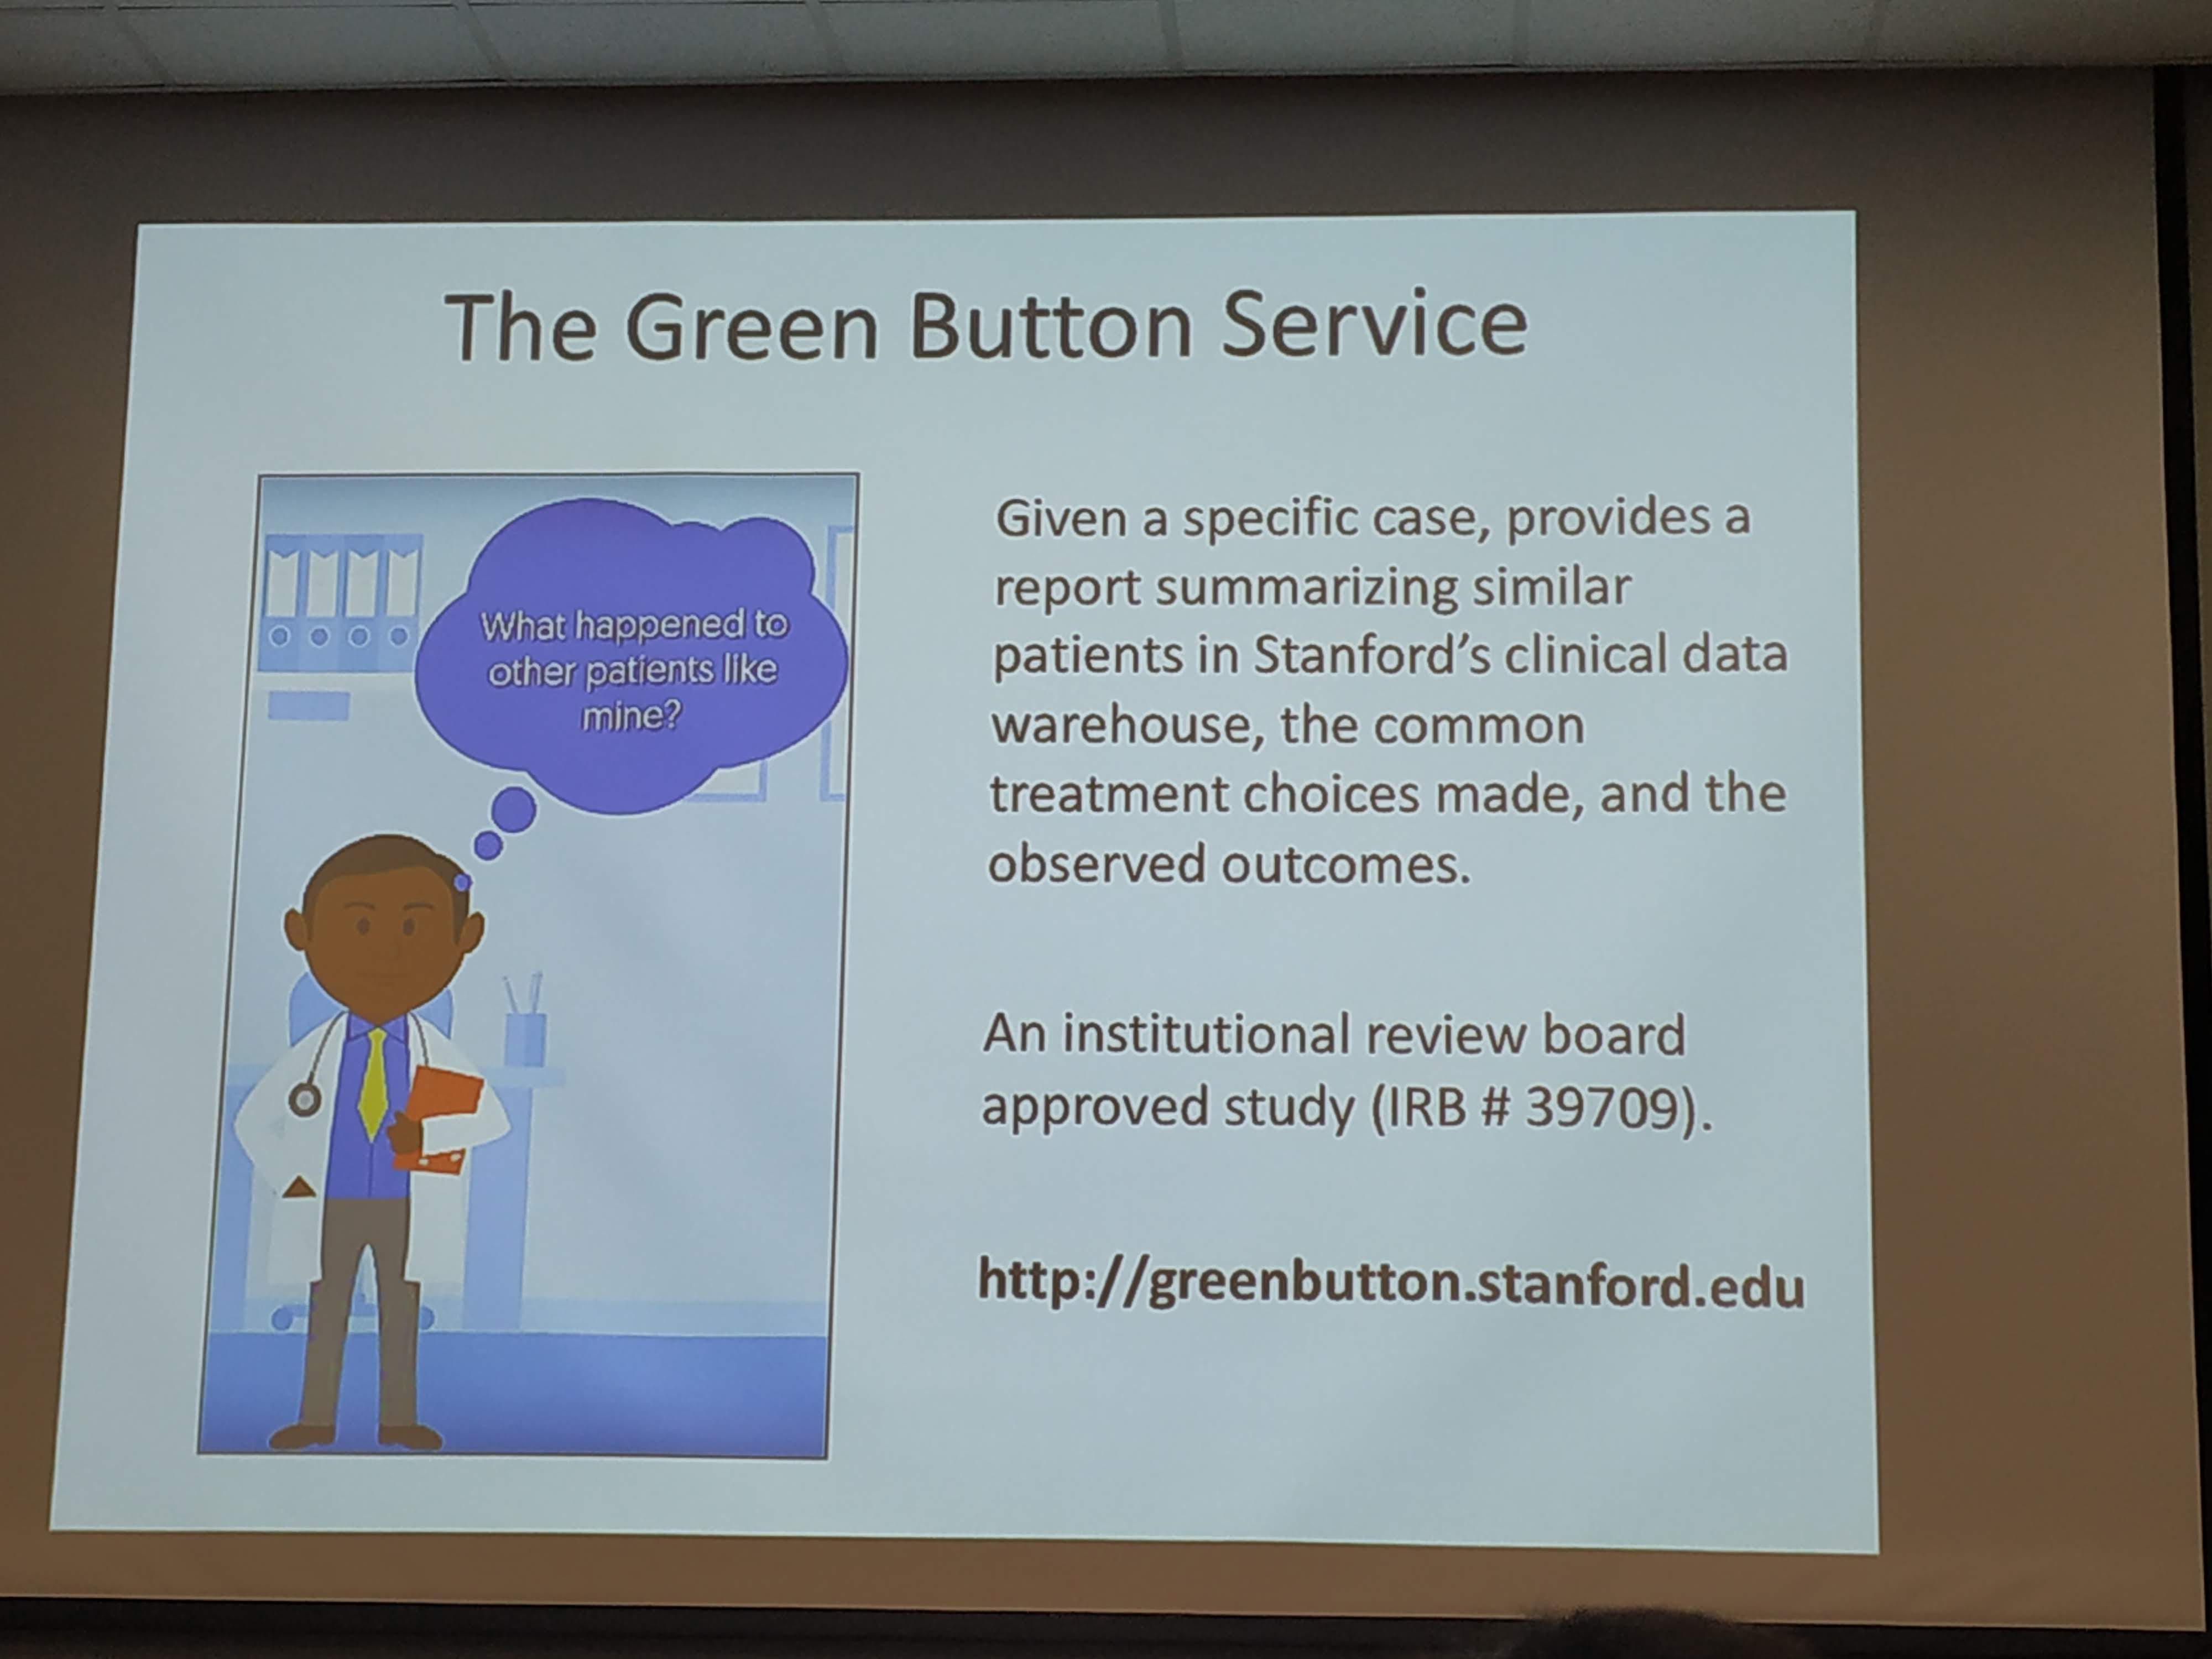 The Green Button Service
What happened to
other patients like
mine?
Given a specific case, provides a
report summarizing similar
patients in Stanford's clinical data
warehouse, the common
treatment choices made, and the
observed outcomes.
An institutional review board
approved study (IRB # 39709).
http://greenbutton.stanford.edu